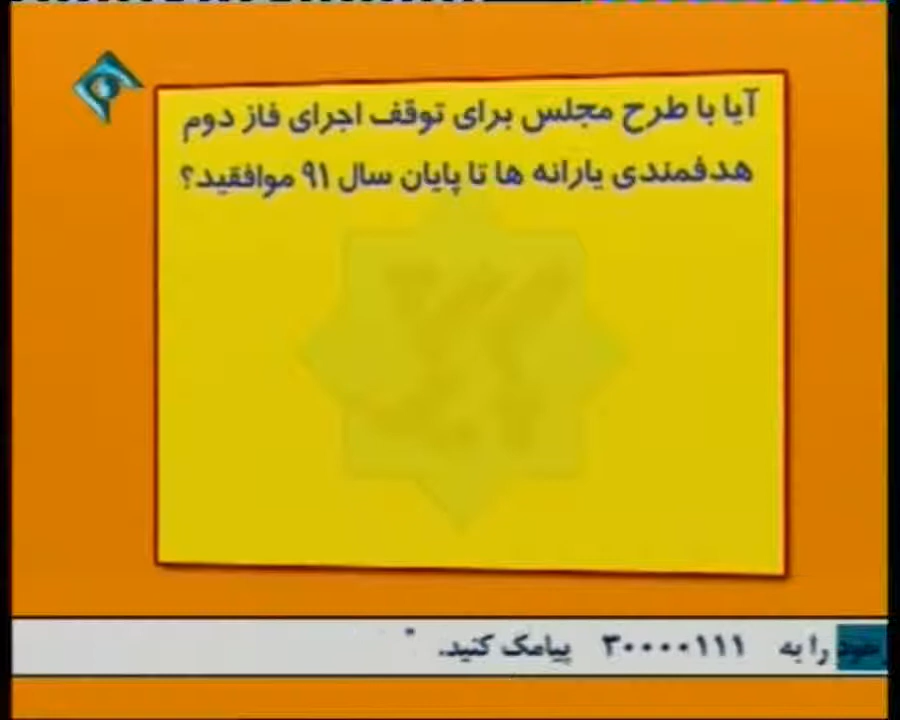 آیا با طرح مجلس برای توقف اجرای فاز دوم
هدفمندی یارانه ها تا پایان سال ۹۱ موافقید؟
خود را به ۳۰۰۰۰۱۱۱ پیامک کنید.